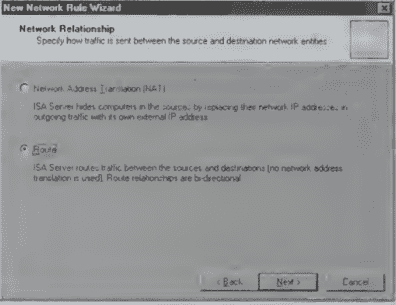 New Network Rule Wizard
Network Relationship
Specify how traffic is sent between the source and destination network entities
Network Address Translation (NAT)
ISA Server hides computers in the sources by replacing their network IP addresses in
outgoing traffic with its own external IP address
Route
ISA Server routes traffic between the sources and destinations (no network address
translation is used). Route relationships are bi-directional
< Back
Next >
Cancel